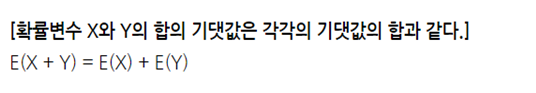 [확률변수 X와 Y의 합의 기댓값은 각각의 기댓값의 합과 같다.]
E(X + Y) = E(X) + E(Y)